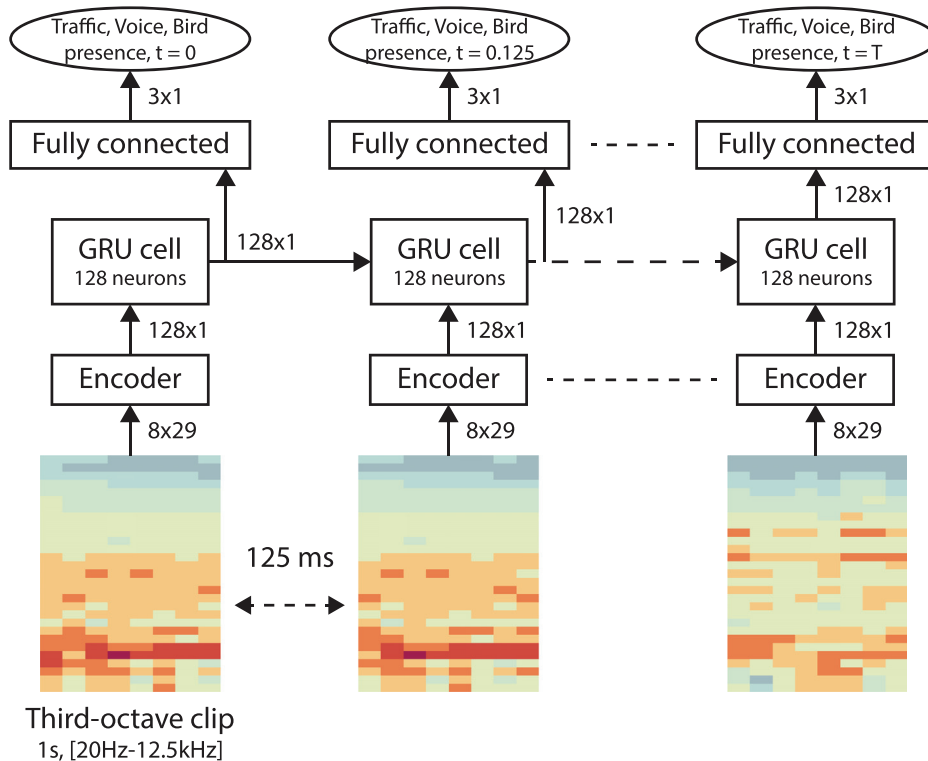 Traffic, Voice, Bird
presence, t = 0
Traffic, Voice, Bird
presence, t = 0.125
Traffic, Voice, Bird
presence, t = T
3x1
3x1
3x1
Fully connected
Fully connected
Fully connected
128x1
128x1
128x1
GRU cell
128 neurons
GRU cell
128 neurons
GRU cell
128 neurons
128x1
128x1
128x1
Encoder
Encoder
Encoder
8x29
8x29
8x29
125 ms
Third-octave clip
1s, [20Hz-12.5kHz]